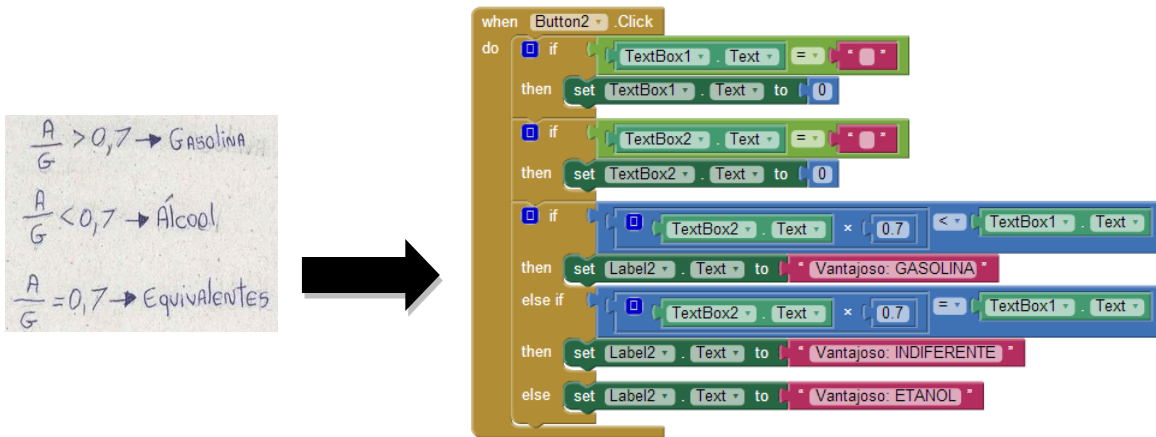 A
G > 0,7 → GASOLINA
A
G < 0,7 → Álcool
A
G = 0,7 → EquivAlENTES
when Button2 .Click
do if TextBox1 . Text = " "
then set TextBox1 . Text to 0
if TextBox2 . Text = " "
then set TextBox2 . Text to 0
if TextBox2 . Text × 0.7 < TextBox1 . Text
then set Label2 . Text to " Vantajoso: GASOLINA "
else if TextBox2 . Text × 0.7 = TextBox1 . Text
then set Label2 . Text to " Vantajoso: INDIFERENTE "
else set Label2 . Text to " Vantajoso: ETANOL "